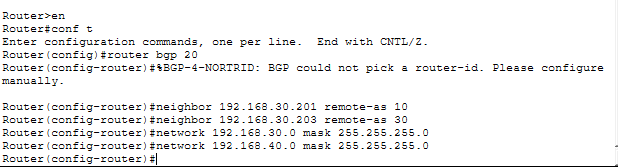 Router>en
Router#conf t
Enter configuration commands, one per line.  End with CNTL/Z.
Router(config)#router bgp 20
Router(config-router)#%BGP-4-NORTRID: BGP could not pick a router-id. Please configure
manually.
Router(config-router)#neighbor 192.168.30.201 remote-as 10
Router(config-router)#neighbor 192.168.30.203 remote-as 30
Router(config-router)#network 192.168.30.0 mask 255.255.255.0
Router(config-router)#network 192.168.40.0 mask 255.255.255.0
Router(config-router)#